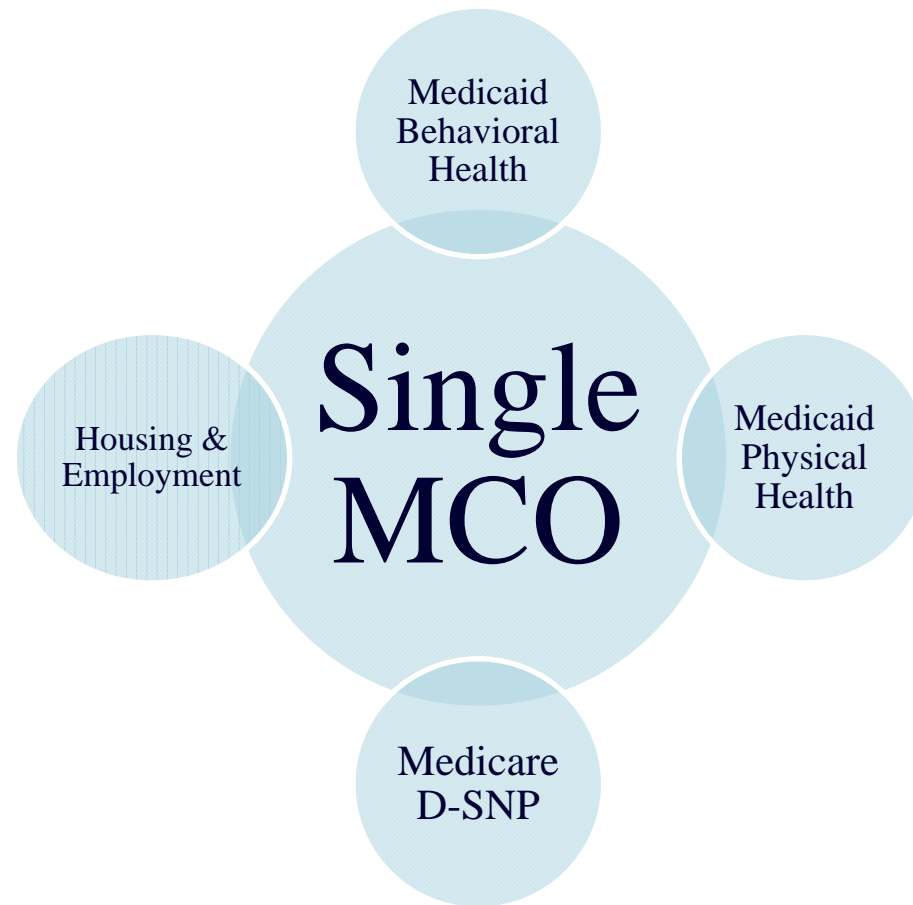 Medicaid
Behavioral
Health
Housing &
Employment
Single
MCO
Medicaid
Physical
Health
Medicare
D-SNP